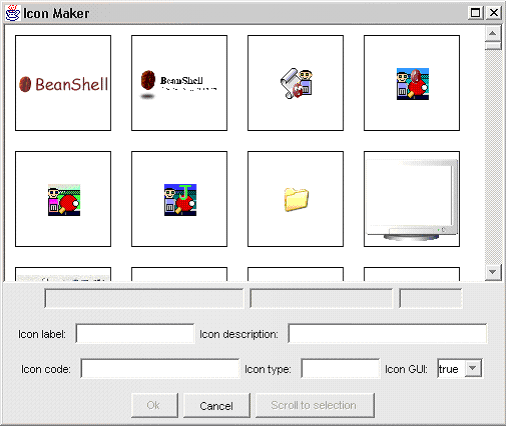 Icon Maker
BeanShell
BeanShell
Icon label:
Icon description:
Icon code:
Icon type:
Icon GUI:
true
Ok
Cancel
Scroll to selection